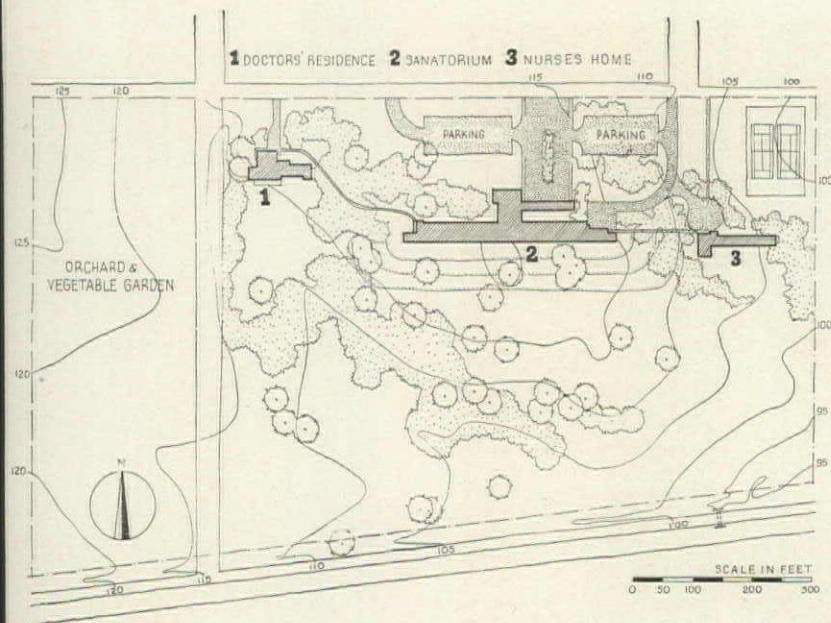 1 DOCTORS' RESIDENCE 2 SANATORIUM 3 NURSES HOME
125 120 115 110 105 100
PARKING PARKING
1
100
125
2
3
ORCHARD &
VEGETABLE GARDEN
100
120
95
120
N
95
100
105
110
115
120
SCALE IN FEET
0 50 100 200 300